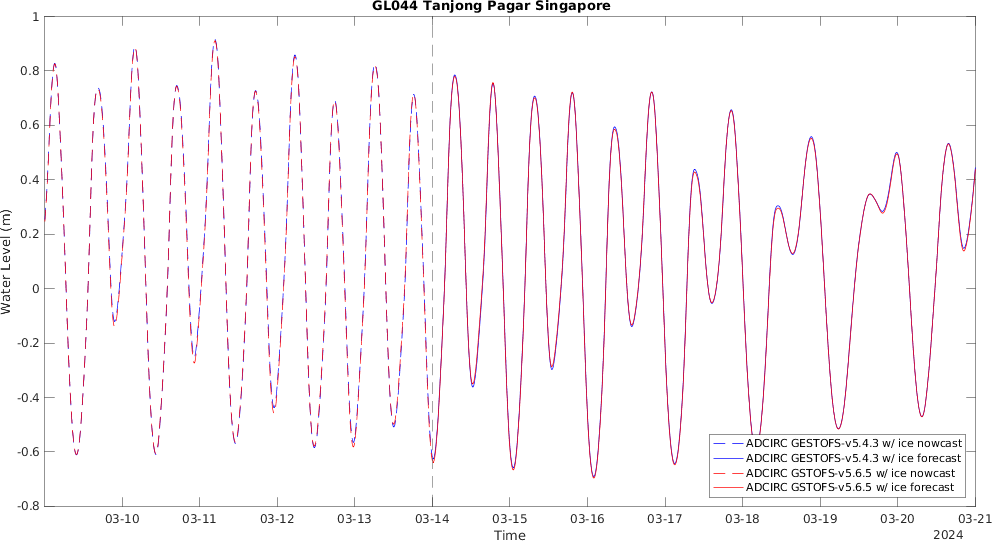 GL044 Tanjong Pagar Singapore
1
0.8
0.6
0.4
0.2
0
-0.2
-0.4
-0.6
-0.8
Water Level (m)
ADCIRC GESTOFS-v5.4.3 w/ ice nowcast
ADCIRC GESTOFS-v5.4.3 w/ ice forecast
ADCIRC GSTOFS-v5.6.5 w/ ice nowcast
ADCIRC GSTOFS-v5.6.5 w/ ice forecast
03-10 03-11 03-12 03-13 03-14 03-15 03-16 03-17 03-18 03-19 03-20 03-21
Time
2024